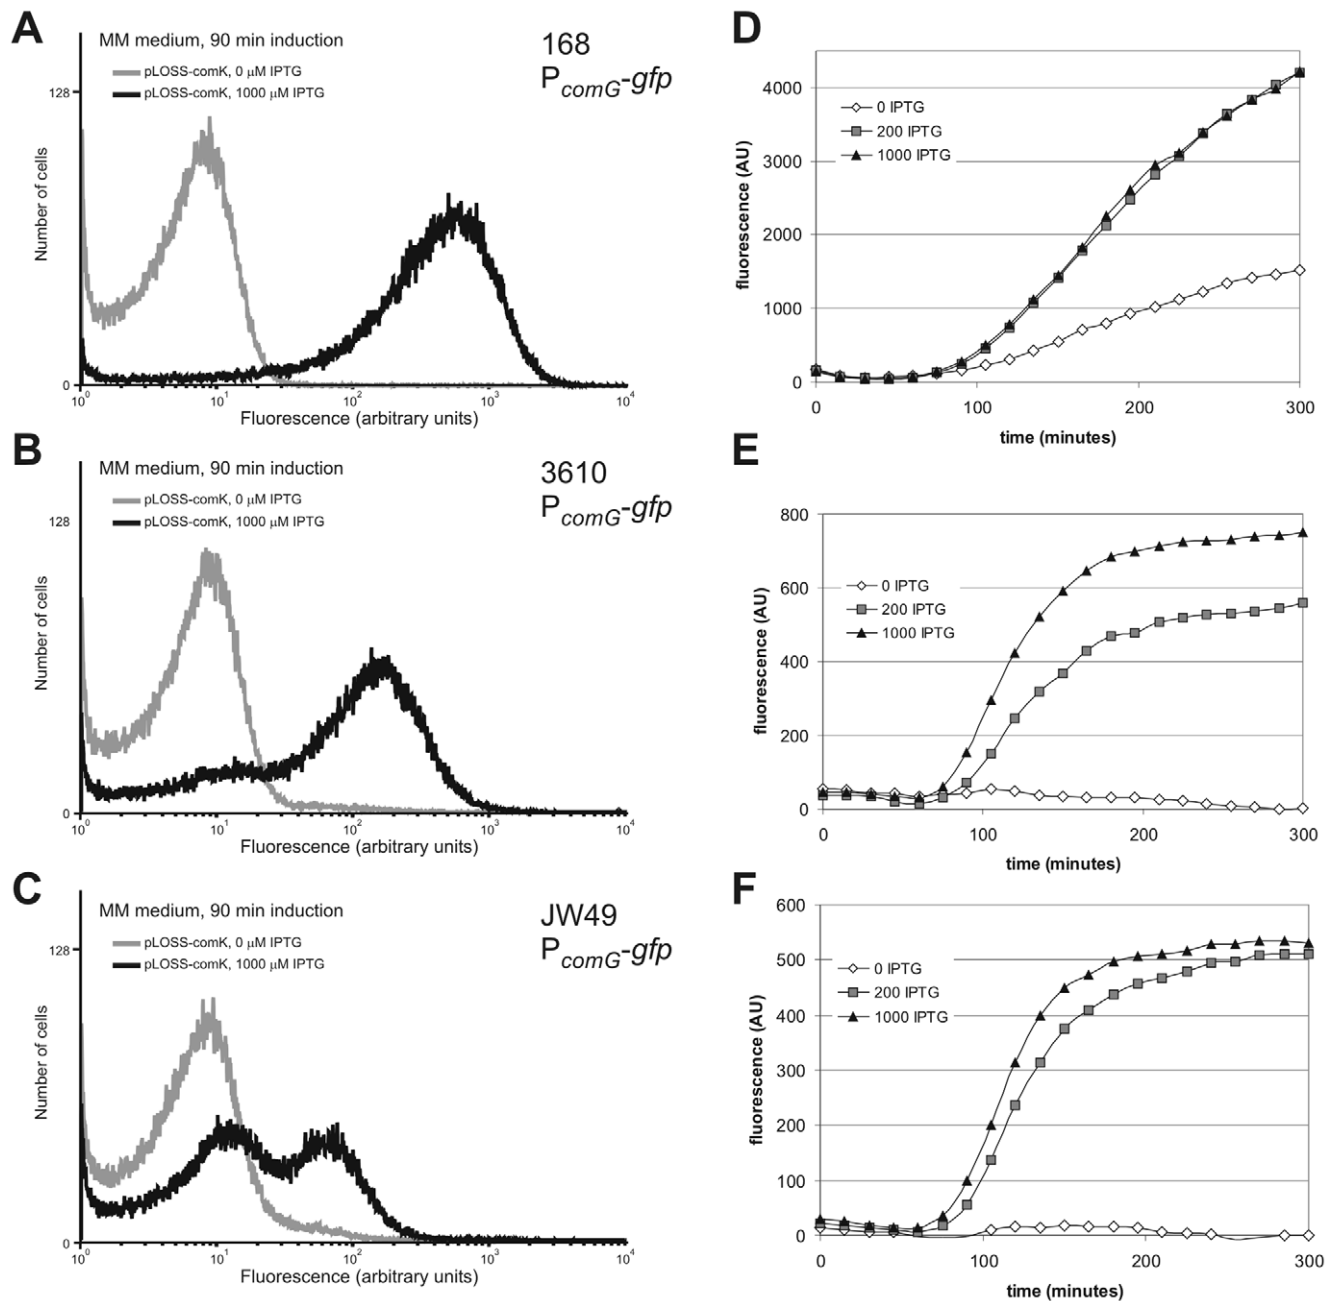 A
MM medium, 90 min induction
pLOSS-comK, 0 μM IPTG
pLOSS-comK, 1000 μM IPTG
168
PcomG-gfp
128
0
Number of cells
10⁰ 10¹ 10² 10³ 10⁴
Fluorescence (arbitrary units)
D
4000
3000
2000
1000
0
fluorescence (AU)
0 IPTG
200 IPTG
1000 IPTG
0 100 200 300
time (minutes)
B
MM medium, 90 min induction
pLOSS-comK, 0 μM IPTG
pLOSS-comK, 1000 μM IPTG
3610
PcomG-gfp
128
0
Number of cells
10⁰ 10¹ 10² 10³ 10⁴
Fluorescence (arbitrary units)
E
800
600
400
200
0
fluorescence (AU)
0 IPTG
200 IPTG
1000 IPTG
0 100 200 300
time (minutes)
C
MM medium, 90 min induction
pLOSS-comK, 0 μM IPTG
pLOSS-comK, 1000 μM IPTG
JW49
PcomG-gfp
128
0
Number of cells
10⁰ 10¹ 10² 10³ 10⁴
Fluorescence (arbitrary units)
F
600
500
400
300
200
100
0
fluorescence (AU)
0 IPTG
200 IPTG
1000 IPTG
0 100 200 300
time (minutes)